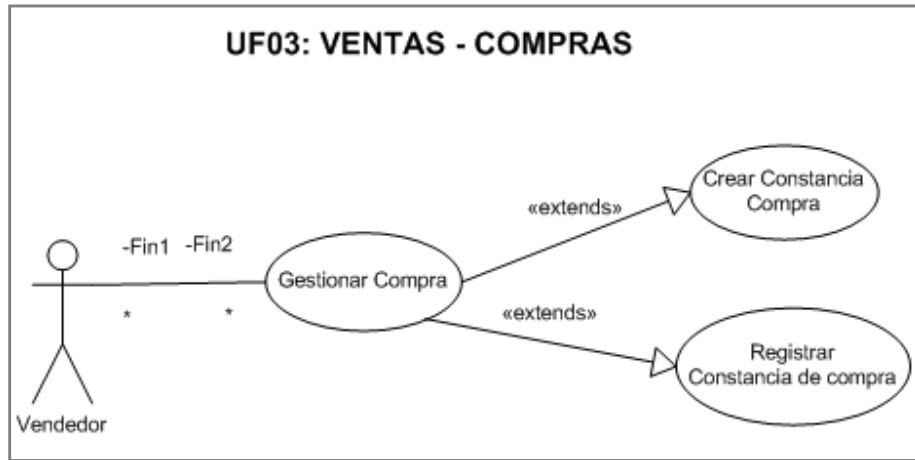 UF03: VENTAS - COMPRAS
Crear Constancia
Compra
«extends»
-Fin1 -Fin2
Gestionar Compra
* *
«extends»
Registrar
Constancia de compra
Vendedor